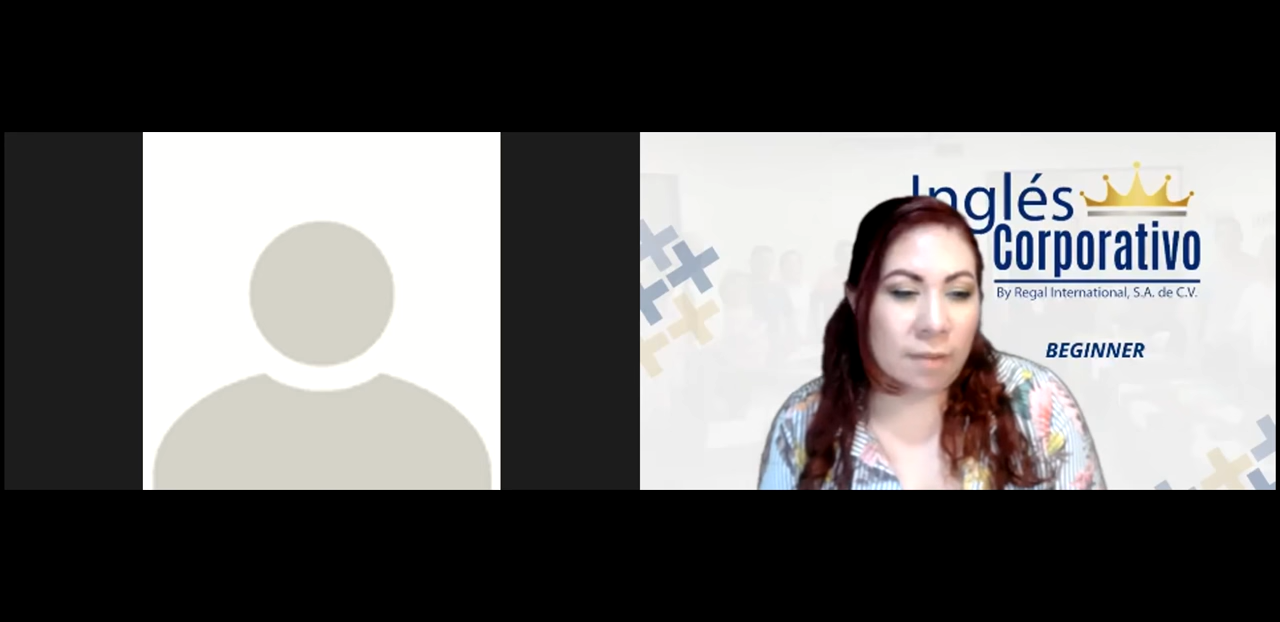 Inglés
Corporativo
By Regal International, S.A. de C.V.
BEGINNER